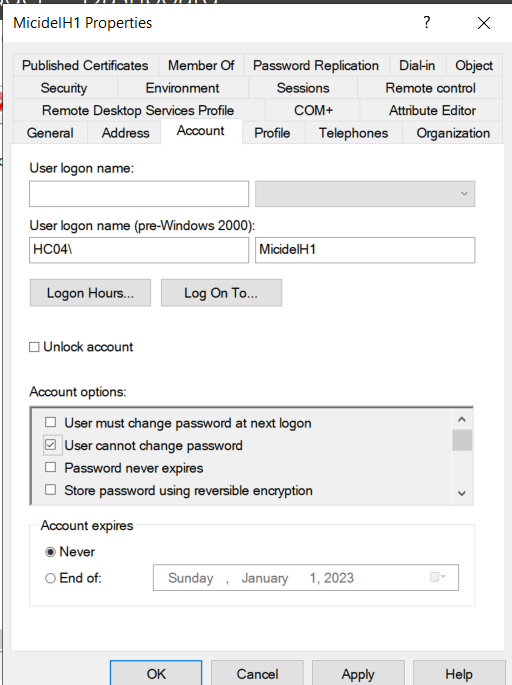 MicidelH1 Properties
Published Certificates Member Of Password Replication Dial-in Object
Security Environment Sessions Remote control
Remote Desktop Services Profile COM+ Attribute Editor
General Address Account Profile Telephones Organization
User logon name:
User logon name (pre-Windows 2000):
HC04\ MicidelH1
Logon Hours... Log On To...
Unlock account
Account options:
User must change password at next logon
User cannot change password
Password never expires
Store password using reversible encryption
Account expires
Never
End of: Sunday , January 1, 2023
OK Cancel Apply Help